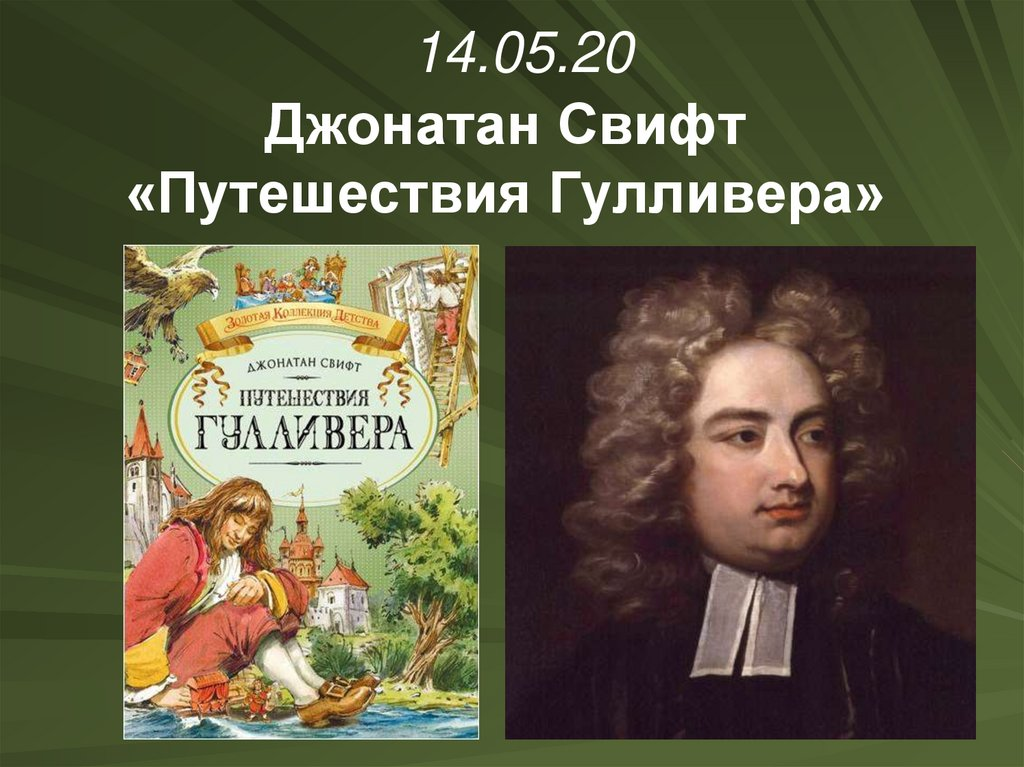 14.05.20
Джонатан Свифт
«Путешествия Гулливера»
Золотая Коллекция Детства
ДЖОНАТАН СВИФТ
ПУТЕШЕСТВИЯ
ГУЛЛИВЕРА